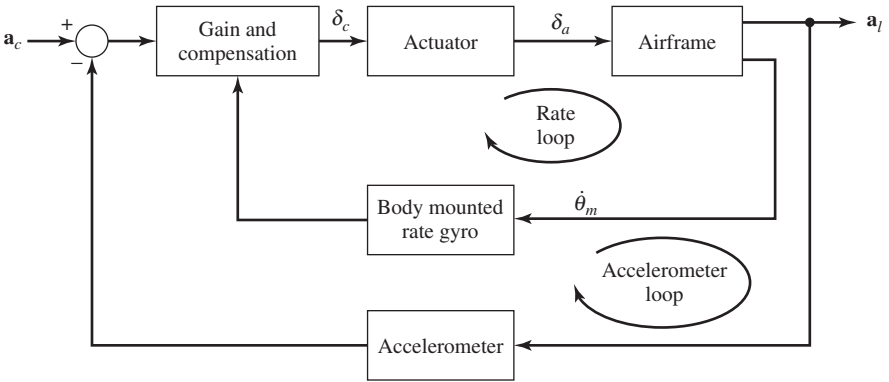 a_c
+
−
Gain and
compensation
δ_c
Actuator
δ_a
Airframe
a_l
Rate
loop
Body mounted
rate gyro
θ̇_m
Accelerometer
loop
Accelerometer